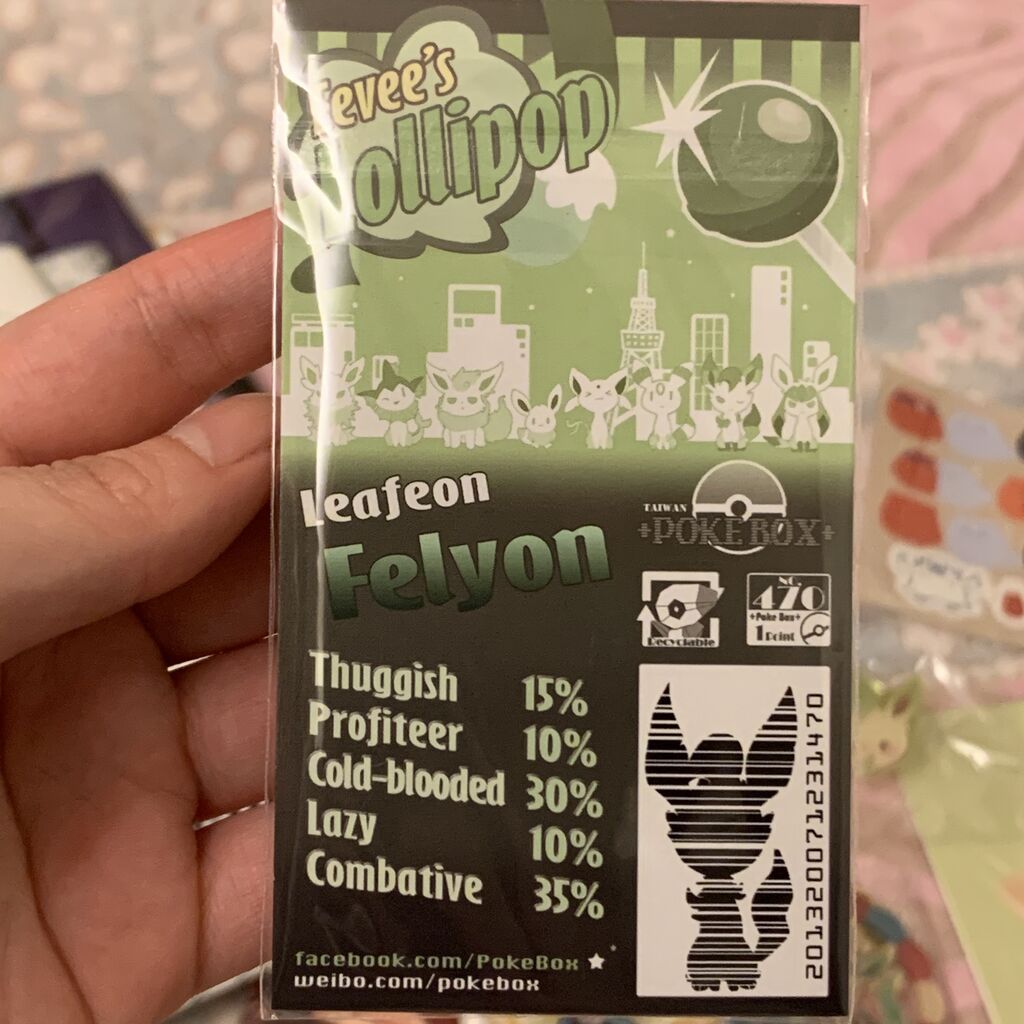 Eevee's
Lollipop
Leafeon
Felyon
TAIWAN
+POKE BOX+
Recyclable
NO.
470
+Poke Box+
1 Point
Thuggish 15%
Profiteer 10%
Cold-blooded 30%
Lazy 10%
Combative 35%
facebook.com/PokeBox
weibo.com/pokebox
201320071231470